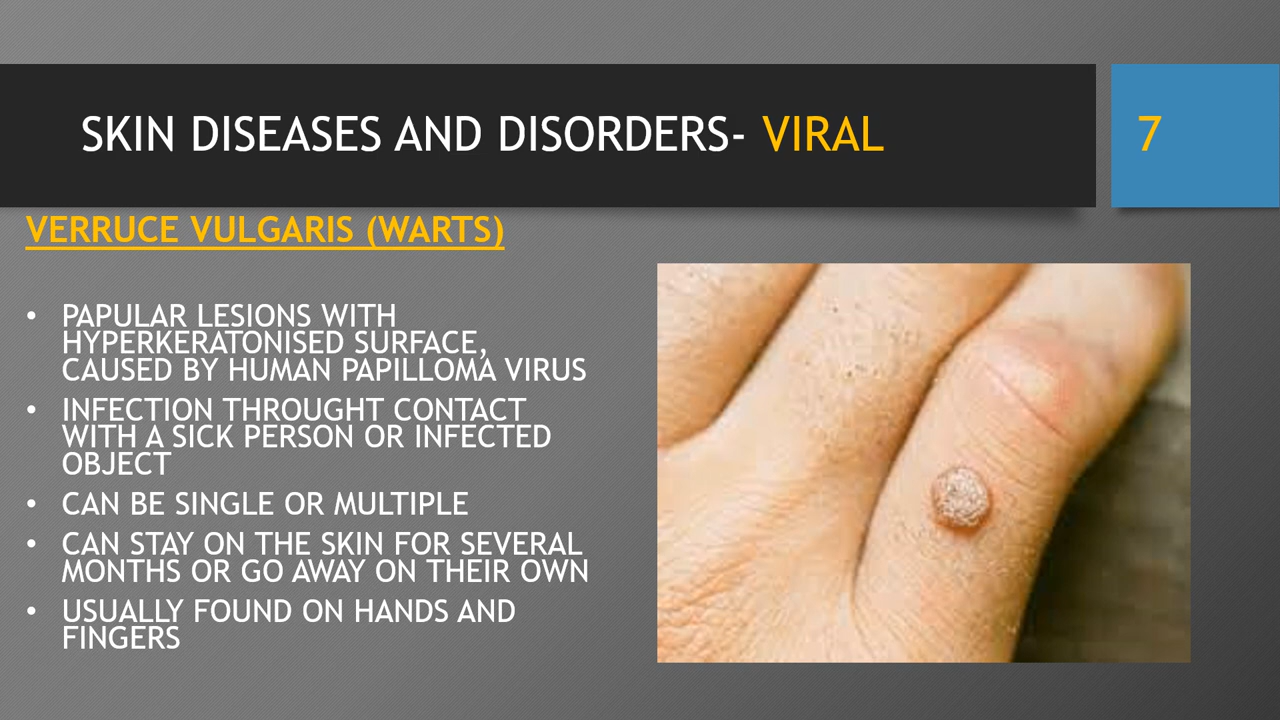 SKIN DISEASES AND DISORDERS- VIRAL
7
VERRUCE VULGARIS (WARTS)
• PAPULAR LESIONS WITH
HYPERKERATONISED SURFACE,
CAUSED BY HUMAN PAPILLOMA VIRUS
• INFECTION THROUGHT CONTACT
WITH A SICK PERSON OR INFECTED
OBJECT
• CAN BE SINGLE OR MULTIPLE
• CAN STAY ON THE SKIN FOR SEVERAL
MONTHS OR GO AWAY ON THEIR OWN
• USUALLY FOUND ON HANDS AND
FINGERS